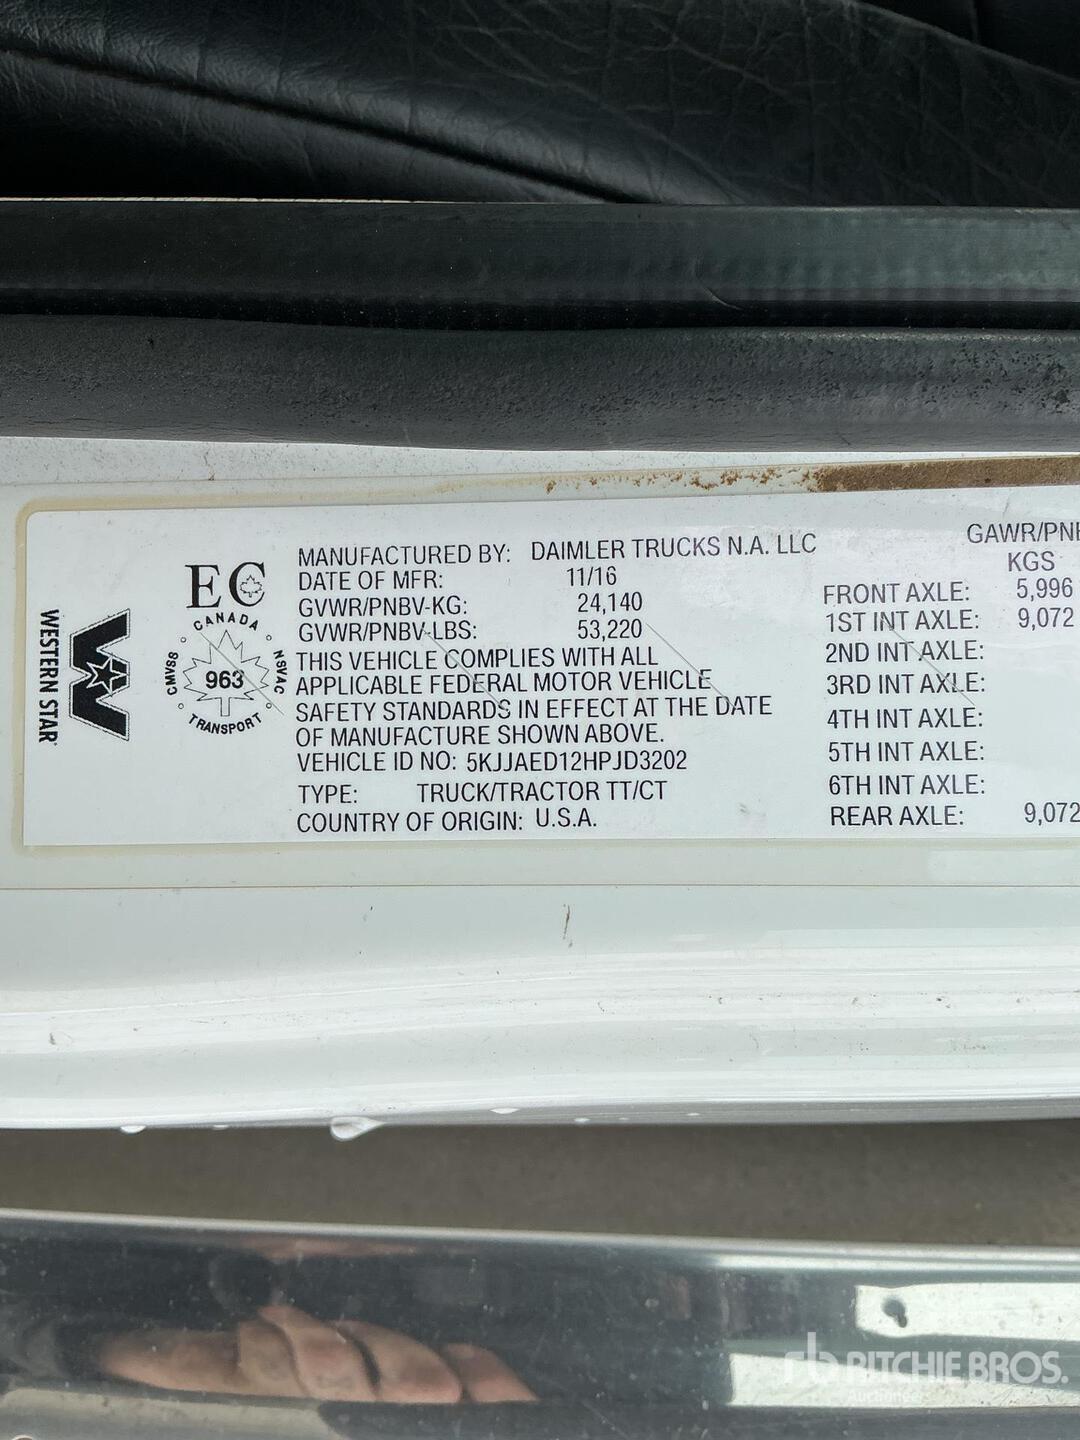 WESTERN STAR
EC
CANADA
CMVSS
963
NSVAC
TRANSPORT
MANUFACTURED BY: DAIMLER TRUCKS N.A. LLC
DATE OF MFR: 11/16
GVWR/PNBV-KG: 24,140
GVWR/PNBV-LBS: 53,220
THIS VEHICLE COMPLIES WITH ALL
APPLICABLE FEDERAL MOTOR VEHICLE
SAFETY STANDARDS IN EFFECT AT THE DATE
OF MANUFACTURE SHOWN ABOVE.
VEHICLE ID NO: 5KJJAED12HPJD3202
TYPE: TRUCK/TRACTOR TT/CT
COUNTRY OF ORIGIN: U.S.A.
GAWR/PNB
KGS
FRONT AXLE: 5,996
1ST INT AXLE: 9,072
2ND INT AXLE:
3RD INT AXLE:
4TH INT AXLE:
5TH INT AXLE:
6TH INT AXLE:
REAR AXLE: 9,072
rb RITCHIE BROS.
Auctioneers